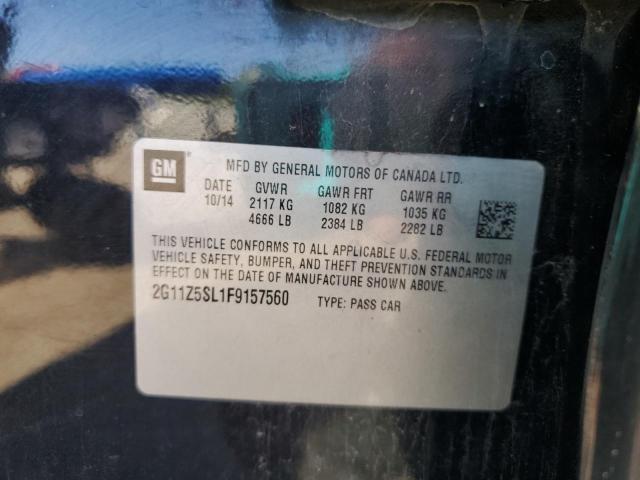 GM
MFD BY GENERAL MOTORS OF CANADA LTD.
DATE GVWR GAWR FRT GAWR RR
10/14 2117 KG 1082 KG 1035 KG
4666 LB 2384 LB 2282 LB
THIS VEHICLE CONFORMS TO ALL APPLICABLE U.S. FEDERAL MOTOR
VEHICLE SAFETY, BUMPER, AND THEFT PREVENTION STANDARDS IN
EFFECT ON THE DATE OF MANUFACTURE SHOWN ABOVE.
2G11Z5SL1F9157560 TYPE: PASS CAR